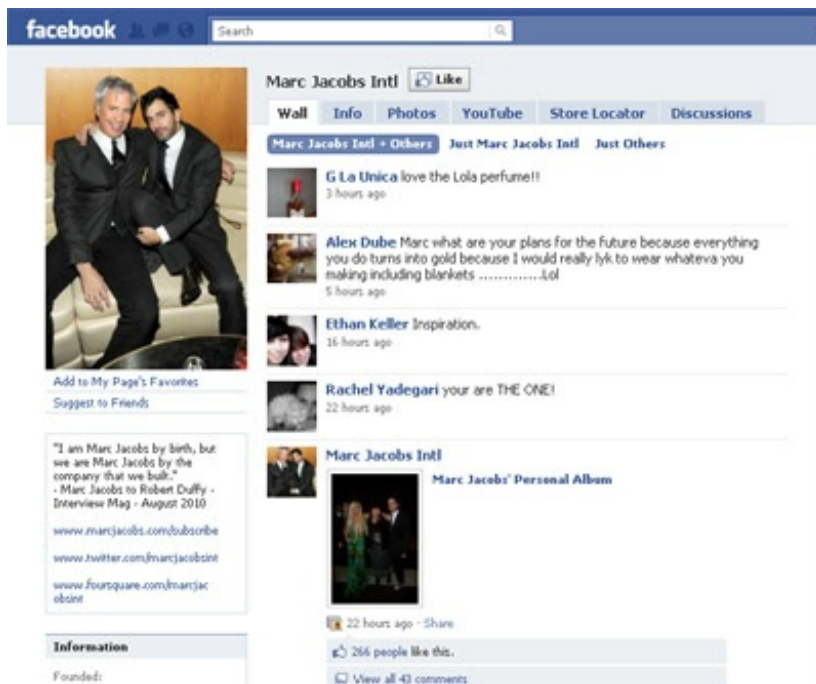 facebook
Search
Marc Jacobs Intl
Like
Wall Info Photos YouTube Store Locator Discussions
Marc Jacobs Intl + Others Just Marc Jacobs Intl Just Others
G La Unica love the Lola perfume!!
3 hours ago
Alex Dube Marc what are your plans for the future because everything
you do turns into gold because I would really lyk to wear whateva you
making including blankets ..............Lol
5 hours ago
Ethan Keller Inspiration.
16 hours ago
Rachel Yadegari your are THE ONE!
22 hours ago
Marc Jacobs Intl
Marc Jacobs' Personal Album
22 hours ago · Share
266 people like this.
View all 43 comments
Add to My Page's Favorites
Suggest to Friends
"I am Marc Jacobs by birth, but
we are Marc Jacobs by the
company that we built."
- Marc Jacobs to Robert Duffy -
Interview Mag - August 2010
www.marcjacobs.com/subscribe
www.twitter.com/marcjacobsint
www.foursquare.com/marcjac
obsint
Information
Founded: